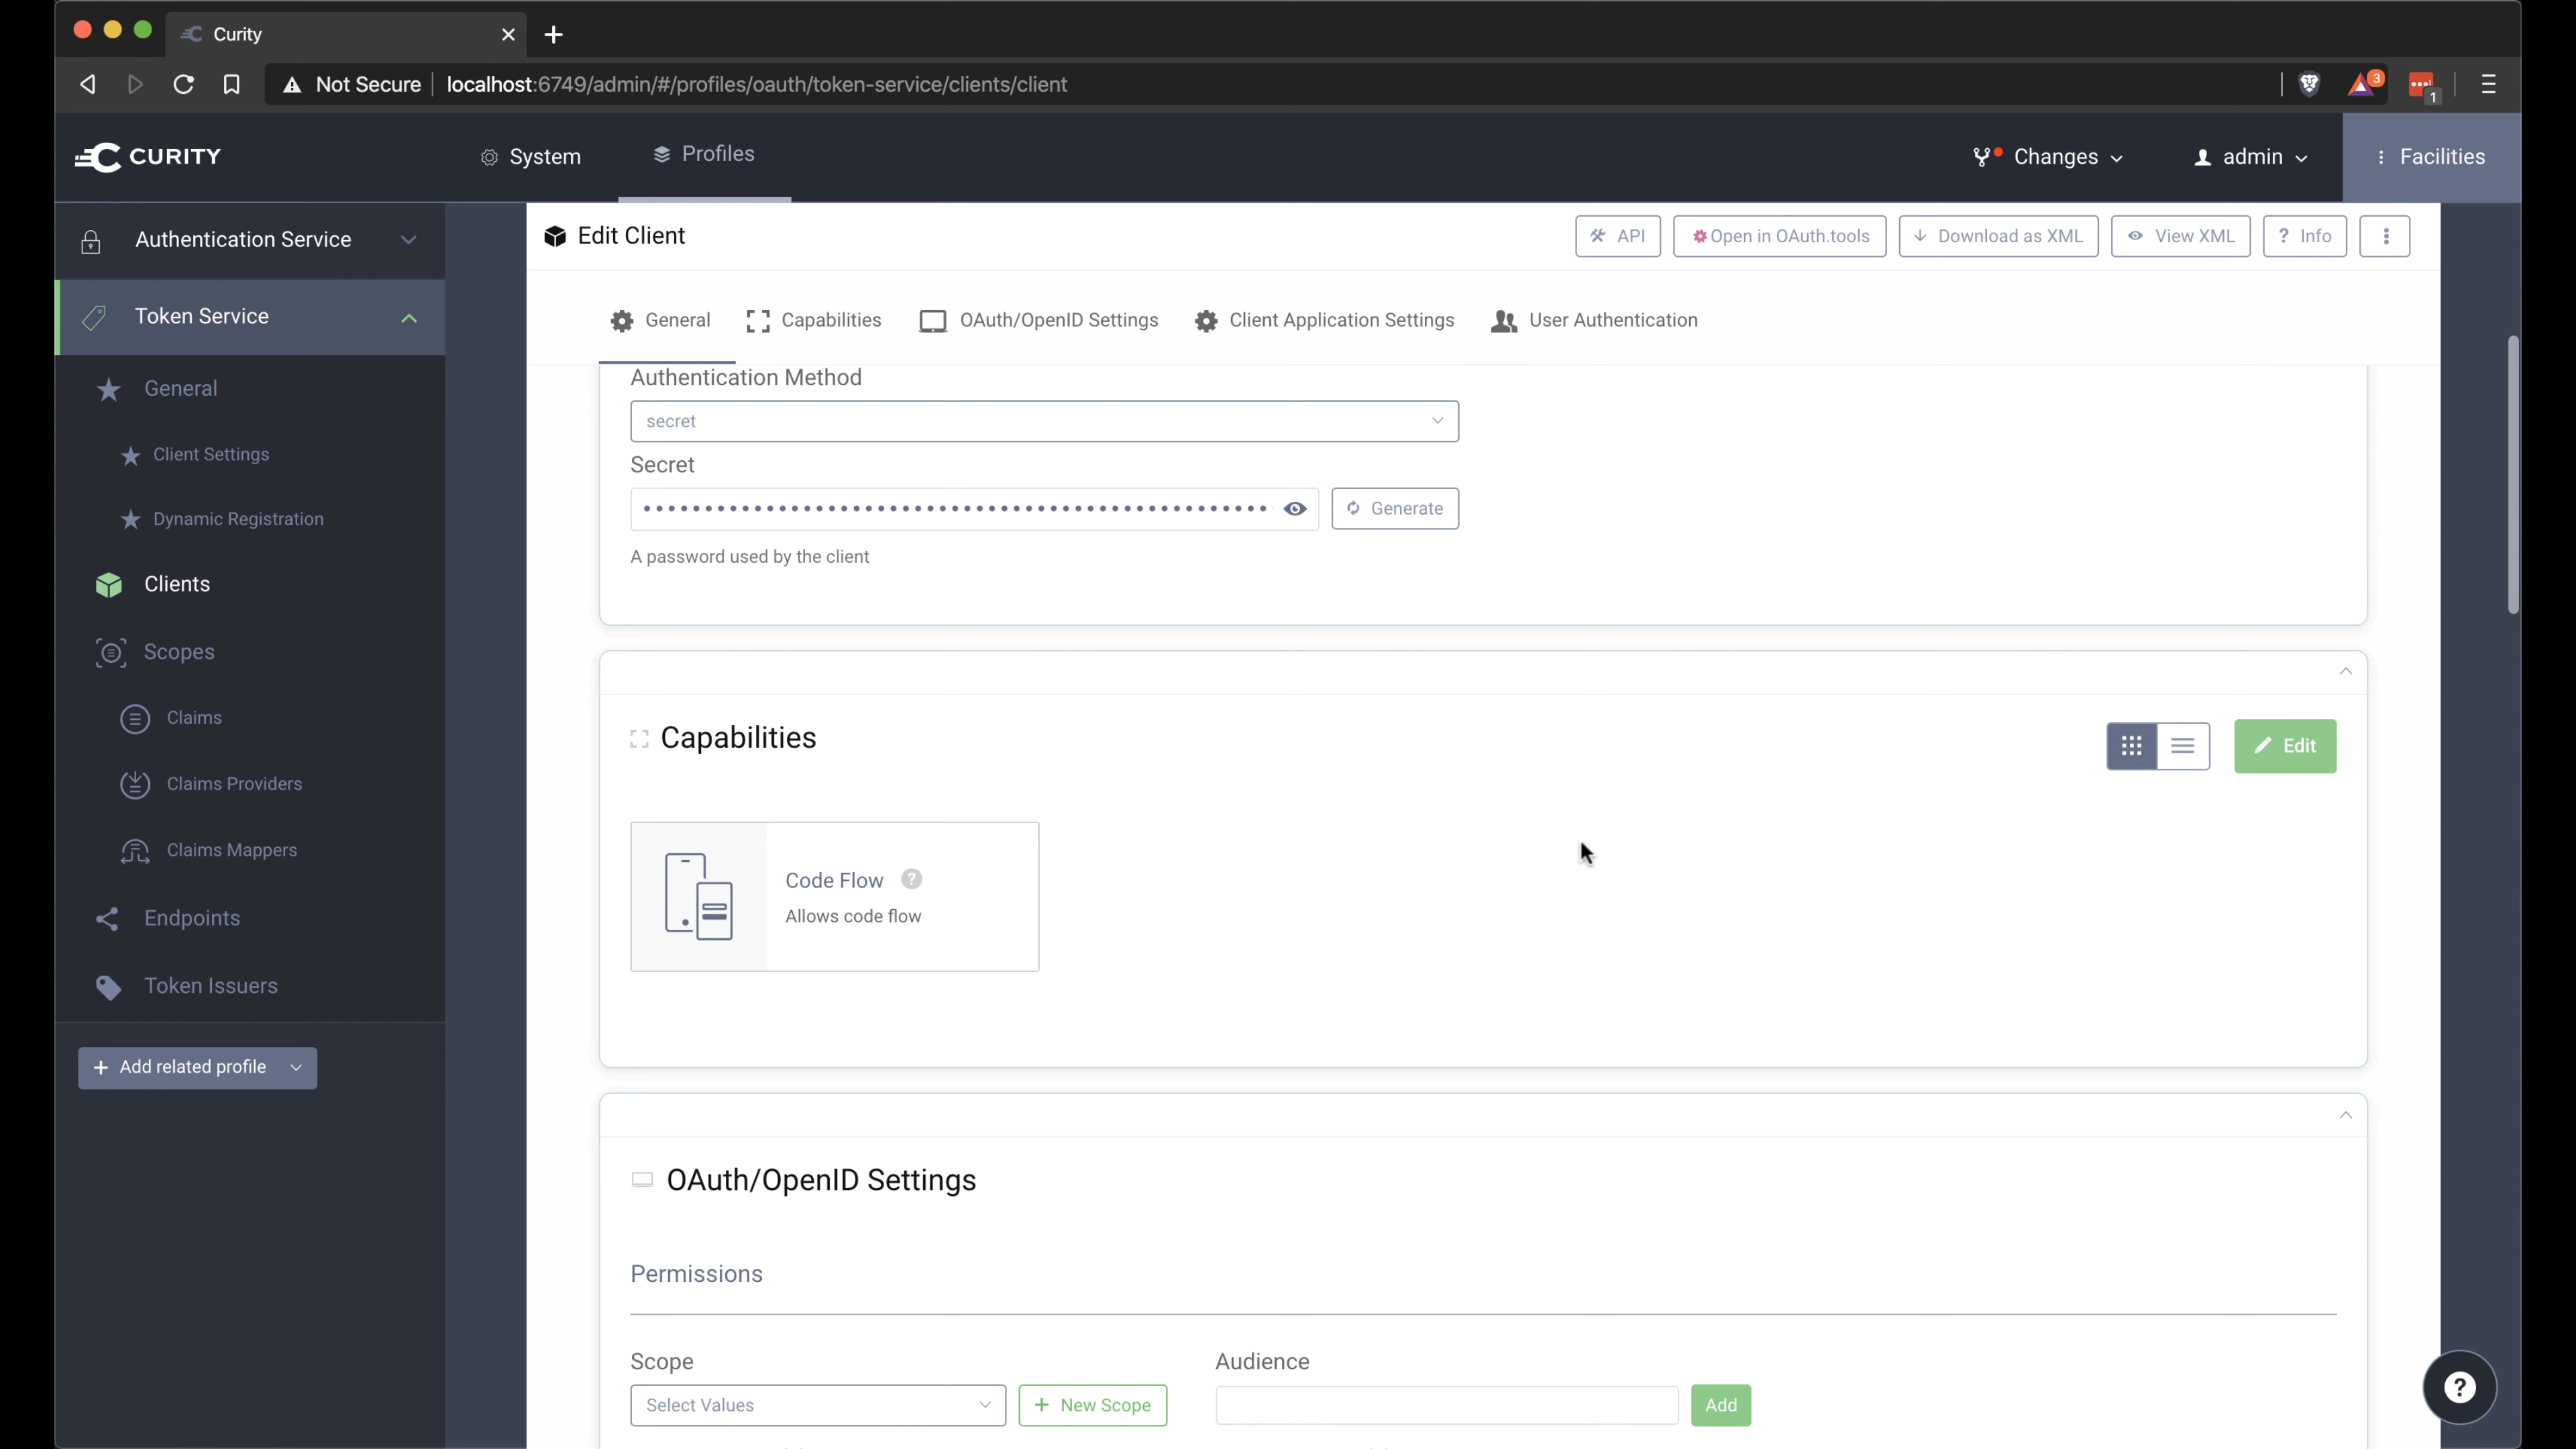 Curity
Not Secure localhost:6749/admin/#/profiles/oauth/token-service/clients/client
3
1
CURITY
System
Profiles
Changes
admin
Facilities
Authentication Service
Token Service
General
Client Settings
Dynamic Registration
Clients
Scopes
Claims
Claims Providers
Claims Mappers
Endpoints
Token Issuers
+ Add related profile
Edit Client
API
Open in OAuth.tools
Download as XML
View XML
? Info
General
Capabilities
OAuth/OpenID Settings
Client Application Settings
User Authentication
Authentication Method
secret
Secret
Generate
A password used by the client
Capabilities
Edit
Code Flow ?
Allows code flow
OAuth/OpenID Settings
Permissions
Scope
Audience
Select Values
+ New Scope
Add
?